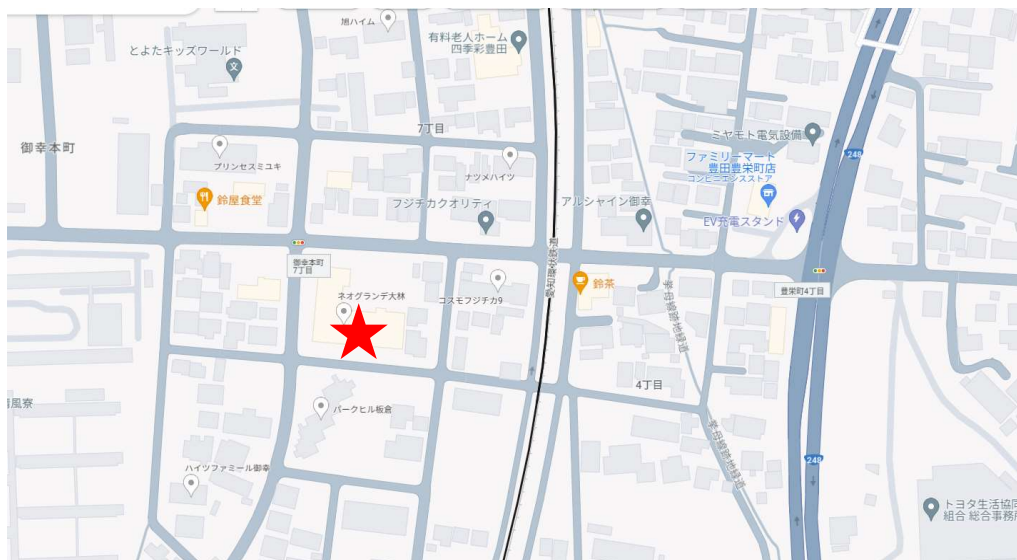 旭ハイム
有料老人ホーム
四季彩豊田
とよたキッズワールド
7丁目
御幸本町
ミヤモト電気設備
プリンセスミユキ
ナツメハイツ
ファミリーマート
豊田豊栄町店
コンビニエンスストア
248
鈴屋食堂
フジチカクオリティ
アルシャイン御幸
EV充電スタンド
愛知環状鉄道
御幸本町
7丁目
ネオグランデ大林
コスモフジチカ9
鈴茶
豊栄町4丁目
4丁目
風寮
パークヒル板倉
ハイツファミール御幸
248
トヨタ生活協同
組合 総合事務所